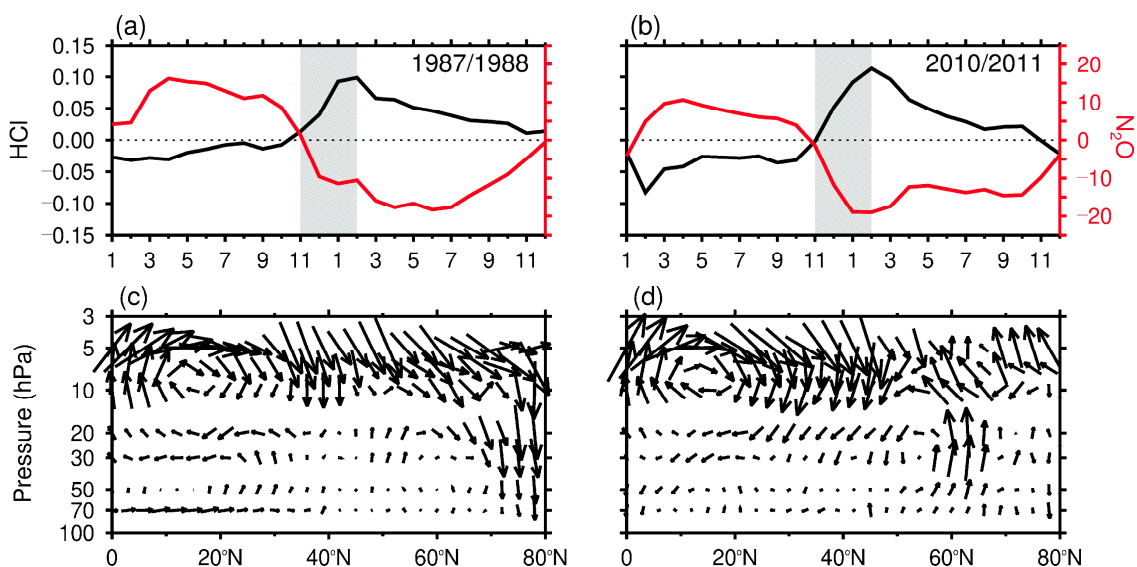 (a)
(b)
0.15
0.10
0.05
0.00
−0.05
−0.10
−0.15
HCl
1987/1988
1 3 5 7 9 11 1 3 5 7 9 11
2010/2011
20
10
0
−10
−20
N₂O
1 3 5 7 9 11 1 3 5 7 9 11
(c)
(d)
3
5
10
20
30
50
70
100
Pressure (hPa)
0 20°N 40°N 60°N 80°N
0 20°N 40°N 60°N 80°N